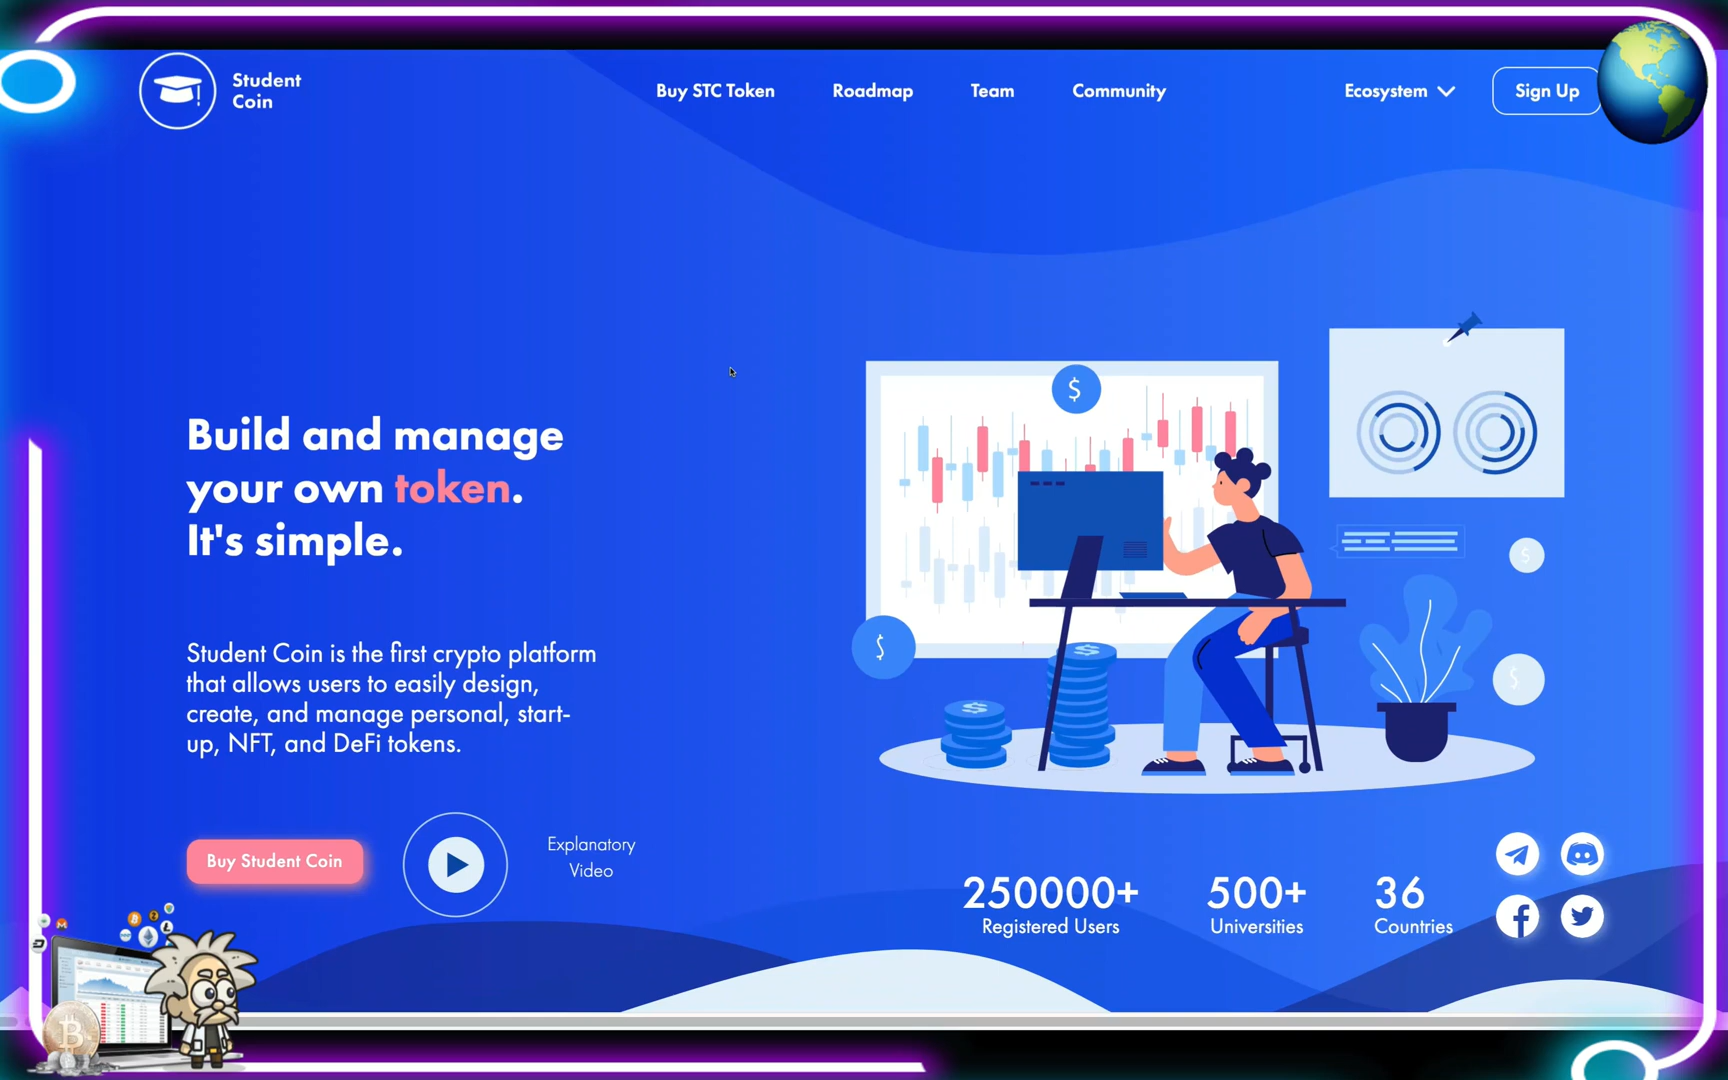 Student
Coin
Buy STC Token
Roadmap
Team
Community
Ecosystem
Sign Up
Build and manage
your own token.
It's simple.
Student Coin is the first crypto platform
that allows users to easily design,
create, and manage personal, start-
up, NFT, and DeFi tokens.
Buy Student Coin
Explanatory
Video
250000+
Registered Users
500+
Universities
36
Countries